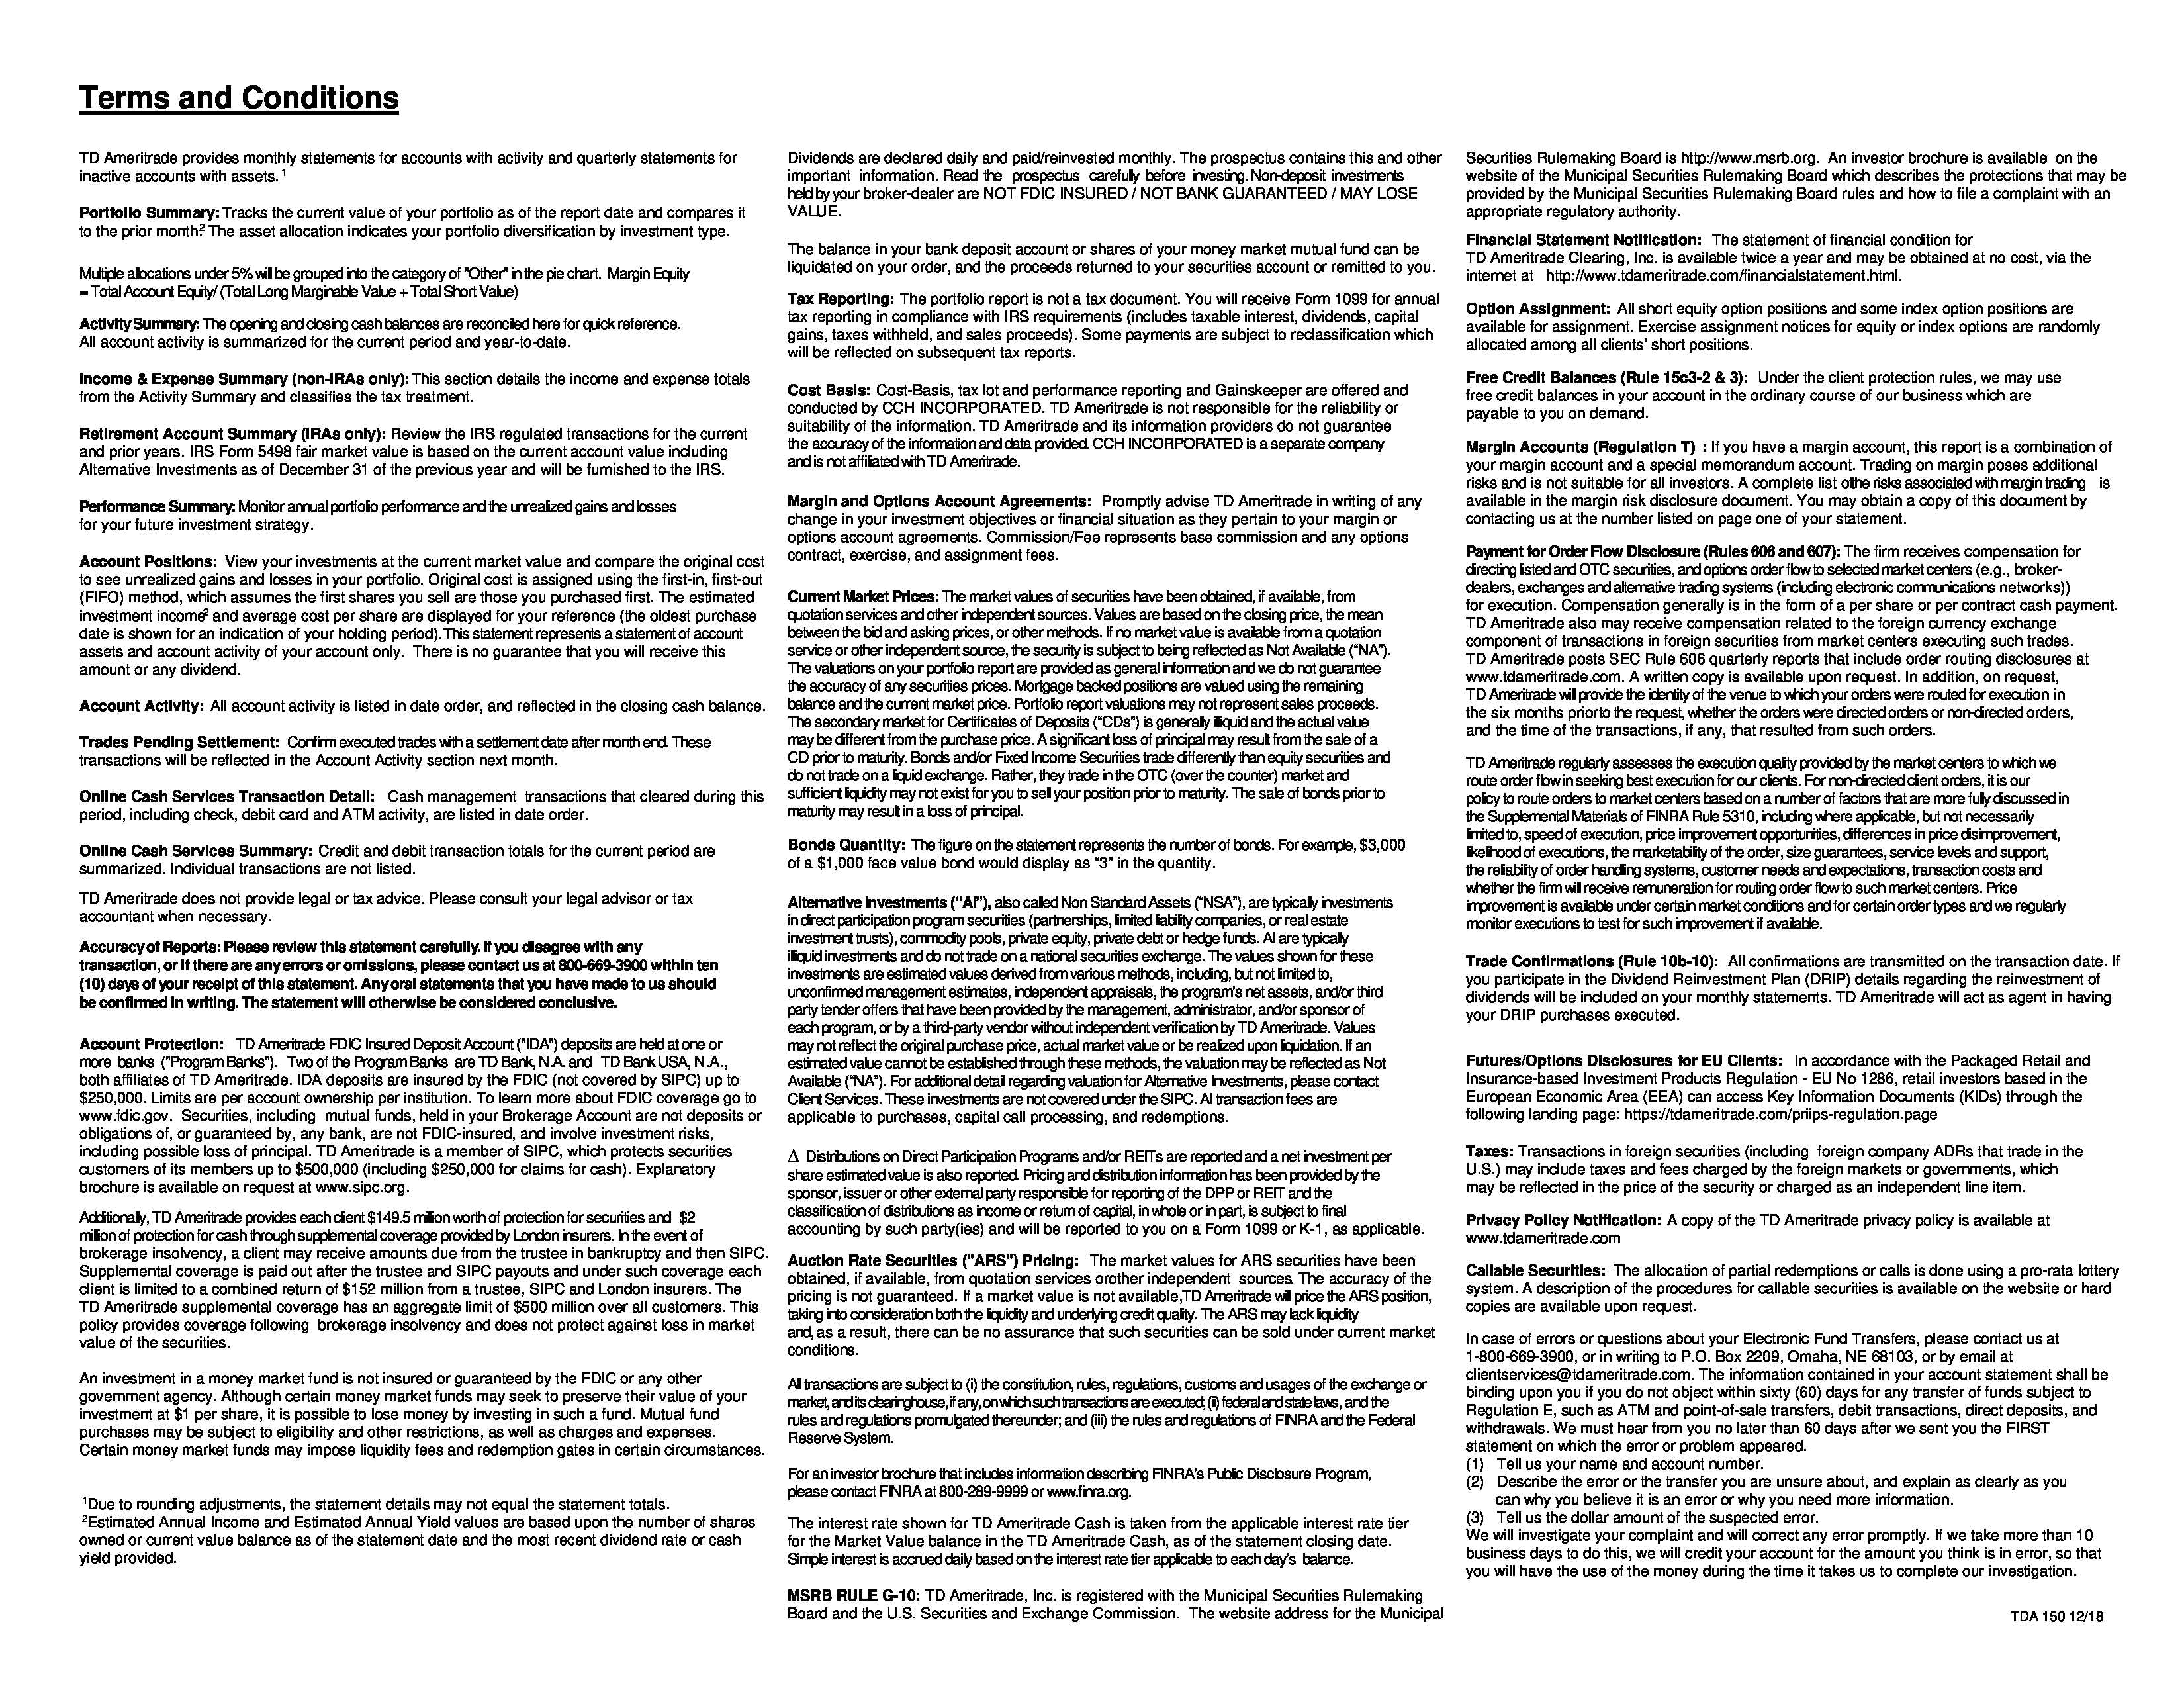 Terms and Conditions
TD Ameritrade provides monthly statements for accounts with activity and quarterly statements for
inactive accounts with assets. 1
Portfolio Summary: Tracks the current value of your portfolio as of the report date and compares it
to the prior month.2 The asset allocation indicates your portfolio diversification by investment type.
Multiple allocations under 5% will be grouped into the category of "Other" in the pie chart. Margin Equity
= Total Account Equity/ (Total Long Marginable Value + Total Short Value)
Activity Summary: The opening and closing cash balances are reconciled here for quick reference.
All account activity is summarized for the current period and year-to-date.
Income & Expense Summary (non-IRAs only): This section details the income and expense totals
from the Activity Summary and classifies the tax treatment.
Retirement Account Summary (IRAs only): Review the IRS regulated transactions for the current
and prior years. IRS Form 5498 fair market value is based on the current account value including
Alternative Investments as of December 31 of the previous year and will be furnished to the IRS.
Performance Summary: Monitor annual portfolio performance and the unrealized gains and losses
for your future investment strategy.
Account Positions: View your investments at the current market value and compare the original cost
to see unrealized gains and losses in your portfolio. Original cost is assigned using the first-in, first-out
(FIFO) method, which assumes the first shares you sell are those you purchased first. The estimated
investment income2 and average cost per share are displayed for your reference (the oldest purchase
date is shown for an indication of your holding period).This statement represents a statement of account
assets and account activity of your account only. There is no guarantee that you will receive this
amount or any dividend.
Account Activity: All account activity is listed in date order, and reflected in the closing cash balance.
Trades Pending Settlement: Confirm executed trades with a settlement date after month end. These
transactions will be reflected in the Account Activity section next month.
Online Cash Services Transaction Detail: Cash management transactions that cleared during this
period, including check, debit card and ATM activity, are listed in date order.
Online Cash Services Summary: Credit and debit transaction totals for the current period are
summarized. Individual transactions are not listed.
TD Ameritrade does not provide legal or tax advice. Please consult your legal advisor or tax
accountant when necessary.
Accuracy of Reports: Please review this statement carefully. If you disagree with any
transaction, or if there are any errors or omissions, please contact us at 800-669-3900 within ten
(10) days of your receipt of this statement. Any oral statements that you have made to us should
be confirmed in writing. The statement will otherwise be considered conclusive.
Account Protection: TD Ameritrade FDIC Insured Deposit Account ("IDA") deposits are held at one or
more banks ("Program Banks"). Two of the Program Banks are TD Bank, N.A. and TD Bank USA, N.A.,
both affiliates of TD Ameritrade. IDA deposits are insured by the FDIC (not covered by SIPC) up to
$250,000. Limits are per account ownership per institution. To learn more about FDIC coverage go to
www.fdic.gov. Securities, including mutual funds, held in your Brokerage Account are not deposits or
obligations of, or guaranteed by, any bank, are not FDIC-insured, and involve investment risks,
including possible loss of principal. TD Ameritrade is a member of SIPC, which protects securities
customers of its members up to $500,000 (including $250,000 for claims for cash). Explanatory
brochure is available on request at www.sipc.org.
Additionally, TD Ameritrade provides each client $149.5 million worth of protection for securities and $2
million of protection for cash through supplemental coverage provided by London insurers. In the event of
brokerage insolvency, a client may receive amounts due from the trustee in bankruptcy and then SIPC.
Supplemental coverage is paid out after the trustee and SIPC payouts and under such coverage each
client is limited to a combined return of $152 million from a trustee, SIPC and London insurers. The
TD Ameritrade supplemental coverage has an aggregate limit of $500 million over all customers. This
policy provides coverage following brokerage insolvency and does not protect against loss in market
value of the securities.
An investment in a money market fund is not insured or guaranteed by the FDIC or any other
government agency. Although certain money market funds may seek to preserve their value of your
investment at $1 per share, it is possible to lose money by investing in such a fund. Mutual fund
purchases may be subject to eligibility and other restrictions, as well as charges and expenses.
Certain money market funds may impose liquidity fees and redemption gates in certain circumstances.
1Due to rounding adjustments, the statement details may not equal the statement totals.
2Estimated Annual Income and Estimated Annual Yield values are based upon the number of shares
owned or current value balance as of the statement date and the most recent dividend rate or cash
yield provided.
Dividends are declared daily and paid/reinvested monthly. The prospectus contains this and other
important information. Read the prospectus carefully before investing. Non-deposit investments
held by your broker-dealer are NOT FDIC INSURED / NOT BANK GUARANTEED / MAY LOSE
VALUE.
The balance in your bank deposit account or shares of your money market mutual fund can be
liquidated on your order, and the proceeds returned to your securities account or remitted to you.
Tax Reporting: The portfolio report is not a tax document. You will receive Form 1099 for annual
tax reporting in compliance with IRS requirements (includes taxable interest, dividends, capital
gains, taxes withheld, and sales proceeds). Some payments are subject to reclassification which
will be reflected on subsequent tax reports.
Cost Basis: Cost-Basis, tax lot and performance reporting and Gainskeeper are offered and
conducted by CCH INCORPORATED. TD Ameritrade is not responsible for the reliability or
suitability of the information. TD Ameritrade and its information providers do not guarantee
the accuracy of the information and data provided. CCH INCORPORATED is a separate company
and is not affiliated with TD Ameritrade.
Margin and Options Account Agreements: Promptly advise TD Ameritrade in writing of any
change in your investment objectives or financial situation as they pertain to your margin or
options account agreements. Commission/Fee represents base commission and any options
contract, exercise, and assignment fees.
Current Market Prices: The market values of securities have been obtained, if available, from
quotation services and other independent sources. Values are based on the closing price, the mean
between the bid and asking prices, or other methods. If no market value is available from a quotation
service or other independent source, the security is subject to being reflected as Not Available (“NA”).
The valuations on your portfolio report are provided as general information and we do not guarantee
the accuracy of any securities prices. Mortgage backed positions are valued using the remaining
balance and the current market price. Portfolio report valuations may not represent sales proceeds.
The secondary market for Certificates of Deposits (“CDs”) is generally illiquid and the actual value
may be different from the purchase price. A significant loss of principal may result from the sale of a
CD prior to maturity. Bonds and/or Fixed Income Securities trade differently than equity securities and
do not trade on a liquid exchange. Rather, they trade in the OTC (over the counter) market and
sufficient liquidity may not exist for you to sell your position prior to maturity. The sale of bonds prior to
maturity may result in a loss of principal.
Bonds Quantity: The figure on the statement represents the number of bonds. For example, $3,000
of a $1,000 face value bond would display as “3” in the quantity.
Alternative Investments (“AI”), also called Non Standard Assets (“NSA”), are typically investments
in direct participation program securities (partnerships, limited liability companies, or real estate
investment trusts), commodity pools, private equity, private debt or hedge funds. AI are typically
illiquid investments and do not trade on a national securities exchange. The values shown for these
investments are estimated values derived from various methods, including, but not limited to,
unconfirmed management estimates, independent appraisals, the program's net assets, and/or third
party tender offers that have been provided by the management, administrator, and/or sponsor of
each program, or by a third-party vendor without independent verification by TD Ameritrade. Values
may not reflect the original purchase price, actual market value or be realized upon liquidation. If an
estimated value cannot be established through these methods, the valuation may be reflected as Not
Available (“NA”). For additional detail regarding valuation for Alternative Investments, please contact
Client Services. These investments are not covered under the SIPC. AI transaction fees are
applicable to purchases, capital call processing, and redemptions.
Δ Distributions on Direct Participation Programs and/or REITs are reported and a net investment per
share estimated value is also reported. Pricing and distribution information has been provided by the
sponsor, issuer or other external party responsible for reporting of the DPP or REIT and the
classification of distributions as income or return of capital, in whole or in part, is subject to final
accounting by such party(ies) and will be reported to you on a Form 1099 or K-1, as applicable.
Auction Rate Securities ("ARS") Pricing: The market values for ARS securities have been
obtained, if available, from quotation services orother independent sources. The accuracy of the
pricing is not guaranteed. If a market value is not available,TD Ameritrade will price the ARS position,
taking into consideration both the liquidity and underlying credit quality. The ARS may lack liquidity
and, as a result, there can be no assurance that such securities can be sold under current market
conditions.
All transactions are subject to (i) the constitution, rules, regulations, customs and usages of the exchange or
market, and its clearinghouse, if any, on which such transactions are executed; (ii) federal and state laws, and the
rules and regulations promulgated thereunder; and (iii) the rules and regulations of FINRA and the Federal
Reserve System.
For an investor brochure that includes information describing FINRA's Public Disclosure Program,
please contact FINRA at 800-289-9999 or www.finra.org.
The interest rate shown for TD Ameritrade Cash is taken from the applicable interest rate tier
for the Market Value balance in the TD Ameritrade Cash, as of the statement closing date.
Simple interest is accrued daily based on the interest rate tier applicable to each day's balance.
MSRB RULE G-10: TD Ameritrade, Inc. is registered with the Municipal Securities Rulemaking
Board and the U.S. Securities and Exchange Commission. The website address for the Municipal
Securities Rulemaking Board is http://www.msrb.org. An investor brochure is available on the
website of the Municipal Securities Rulemaking Board which describes the protections that may be
provided by the Municipal Securities Rulemaking Board rules and how to file a complaint with an
appropriate regulatory authority.
Financial Statement Notification: The statement of financial condition for
TD Ameritrade Clearing, Inc. is available twice a year and may be obtained at no cost, via the
internet at http://www.tdameritrade.com/financialstatement.html.
Option Assignment: All short equity option positions and some index option positions are
available for assignment. Exercise assignment notices for equity or index options are randomly
allocated among all clients' short positions.
Free Credit Balances (Rule 15c3-2 & 3): Under the client protection rules, we may use
free credit balances in your account in the ordinary course of our business which are
payable to you on demand.
Margin Accounts (Regulation T) : If you have a margin account, this report is a combination of
your margin account and a special memorandum account. Trading on margin poses additional
risks and is not suitable for all investors. A complete list ofthe risks associated with margin trading is
available in the margin risk disclosure document. You may obtain a copy of this document by
contacting us at the number listed on page one of your statement.
Payment for Order Flow Disclosure (Rules 606 and 607): The firm receives compensation for
directing listed and OTC securities, and options order flow to selected market centers (e.g., broker-
dealers, exchanges and alternative trading systems (including electronic communications networks))
for execution. Compensation generally is in the form of a per share or per contract cash payment.
TD Ameritrade also may receive compensation related to the foreign currency exchange
component of transactions in foreign securities from market centers executing such trades.
TD Ameritrade posts SEC Rule 606 quarterly reports that include order routing disclosures at
www.tdameritrade.com. A written copy is available upon request. In addition, on request,
TD Ameritrade will provide the identity of the venue to which your orders were routed for execution in
the six months priorto the request, whether the orders were directed orders or non-directed orders,
and the time of the transactions, if any, that resulted from such orders.
TD Ameritrade regularly assesses the execution quality provided by the market centers to which we
route order flow in seeking best execution for our clients. For non-directed client orders, it is our
policy to route orders to market centers based on a number of factors that are more fully discussed in
the Supplemental Materials of FINRA Rule 5310, including where applicable, but not necessarily
limited to, speed of execution, price improvement opportunities, differences in price disimprovement,
likelihood of executions, the marketability of the order, size guarantees, service levels and support,
the reliability of order handling systems, customer needs and expectations, transaction costs and
whether the firm will receive remuneration for routing order flow to such market centers. Price
improvement is available under certain market conditions and for certain order types and we regularly
monitor executions to test for such improvement if available.
Trade Confirmations (Rule 10b-10): All confirmations are transmitted on the transaction date. If
you participate in the Dividend Reinvestment Plan (DRIP) details regarding the reinvestment of
dividends will be included on your monthly statements. TD Ameritrade will act as agent in having
your DRIP purchases executed.
Futures/Options Disclosures for EU Clients: In accordance with the Packaged Retail and
Insurance-based Investment Products Regulation - EU No 1286, retail investors based in the
European Economic Area (EEA) can access Key Information Documents (KIDs) through the
following landing page: https://tdameritrade.com/priips-regulation.page
Taxes: Transactions in foreign securities (including foreign company ADRs that trade in the
U.S.) may include taxes and fees charged by the foreign markets or governments, which
may be reflected in the price of the security or charged as an independent line item.
Privacy Policy Notification: A copy of the TD Ameritrade privacy policy is available at
www.tdameritrade.com
Callable Securities: The allocation of partial redemptions or calls is done using a pro-rata lottery
system. A description of the procedures for callable securities is available on the website or hard
copies are available upon request.
In case of errors or questions about your Electronic Fund Transfers, please contact us at
1-800-669-3900, or in writing to P.O. Box 2209, Omaha, NE 68103, or by email at
clientservices@tdameritrade.com. The information contained in your account statement shall be
binding upon you if you do not object within sixty (60) days for any transfer of funds subject to
Regulation E, such as ATM and point-of-sale transfers, debit transactions, direct deposits, and
withdrawals. We must hear from you no later than 60 days after we sent you the FIRST
statement on which the error or problem appeared.
(1) Tell us your name and account number.
(2) Describe the error or the transfer you are unsure about, and explain as clearly as you
can why you believe it is an error or why you need more information.
(3) Tell us the dollar amount of the suspected error.
We will investigate your complaint and will correct any error promptly. If we take more than 10
business days to do this, we will credit your account for the amount you think is in error, so that
you will have the use of the money during the time it takes us to complete our investigation.
TDA 150 12/18